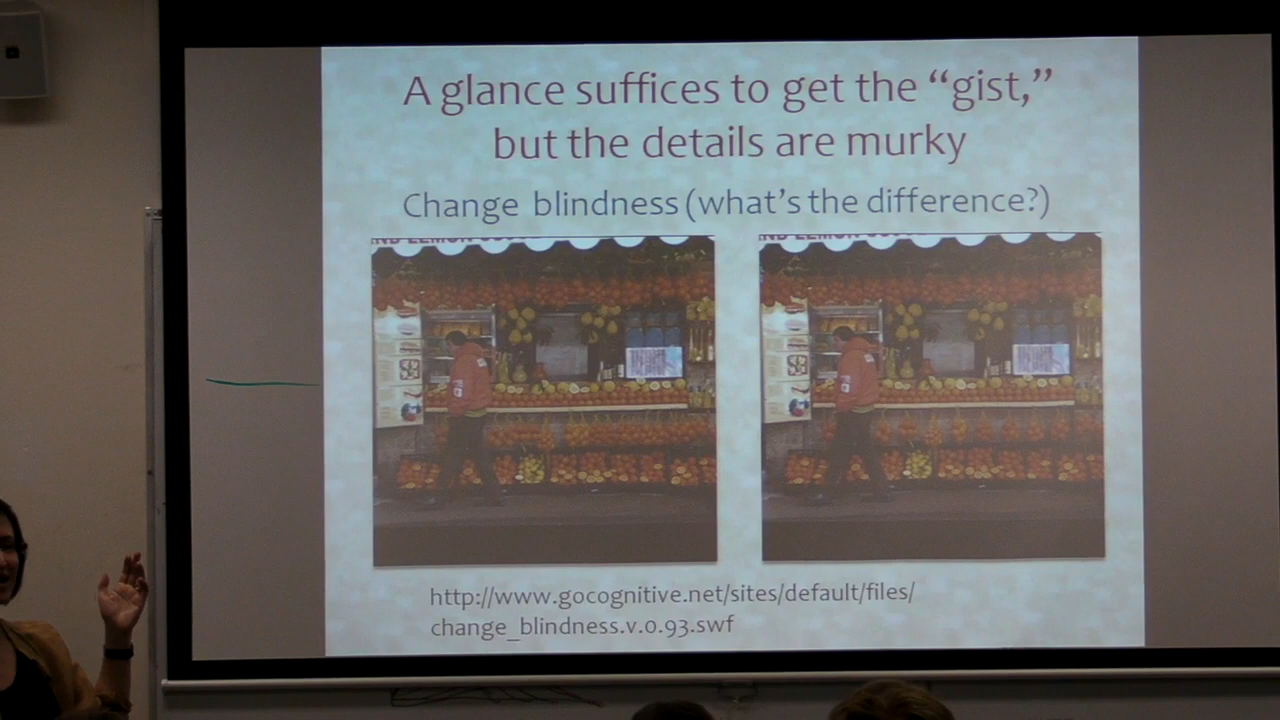 A glance suffices to get the “gist,”
but the details are murky
Change blindness (what’s the difference?)
http://www.gocognitive.net/sites/default/files/
change_blindness.v.0.93.swf